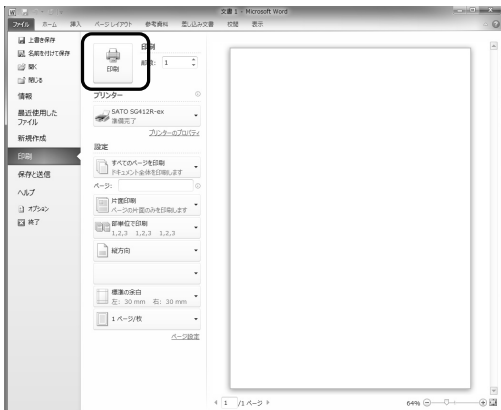 文書 1 - Microsoft Word
ファイル ホーム 挿入 ページ レイアウト 参考資料 差し込み文書 校閲 表示
上書き保存
名前を付けて保存
開く
閉じる
情報
最近使用した
ファイル
新規作成
印刷
保存と送信
ヘルプ
オプション
終了
印刷
印刷
部数: 1
プリンター
SATO SG412R-ex
準備完了
プリンターのプロパティ
設定
すべてのページを印刷
ドキュメント全体を印刷します
ページ:
片面印刷
ページの片面のみを印刷します
部単位で印刷
1,2,3 1,2,3 1,2,3
縦方向
標準の余白
左: 30 mm 右: 30 mm
1 ページ/枚
ページ設定
1 /1 ページ
64%